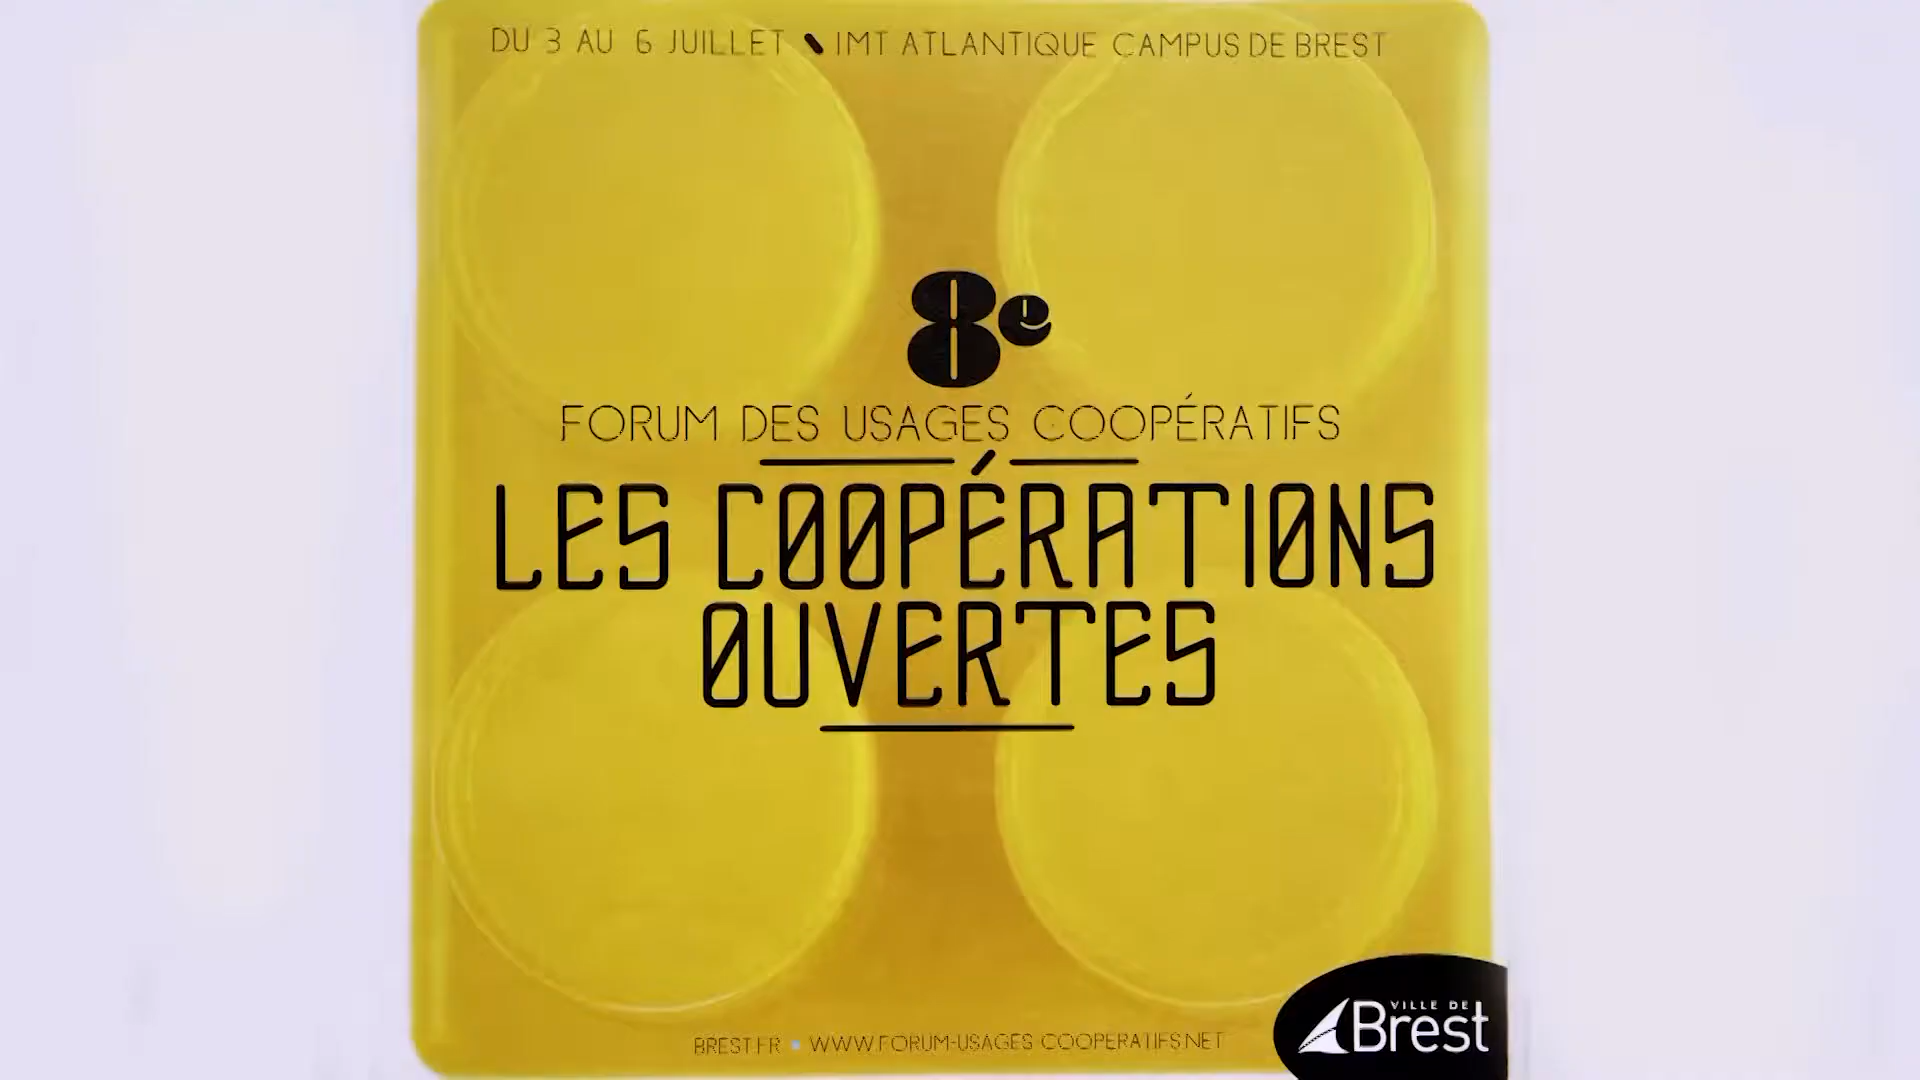 DU 3 AU 6 JUILLET \ IMT ATLANTIQUE CAMPUS DE BREST
8e
FORUM DES USAGES COOPÉRATIFS
LES COOPÉRATIONS
OUVERTES
BREST.FR • WWW.FORUM-USAGES-COOPERATIFS.NET
VILLE DE
Brest